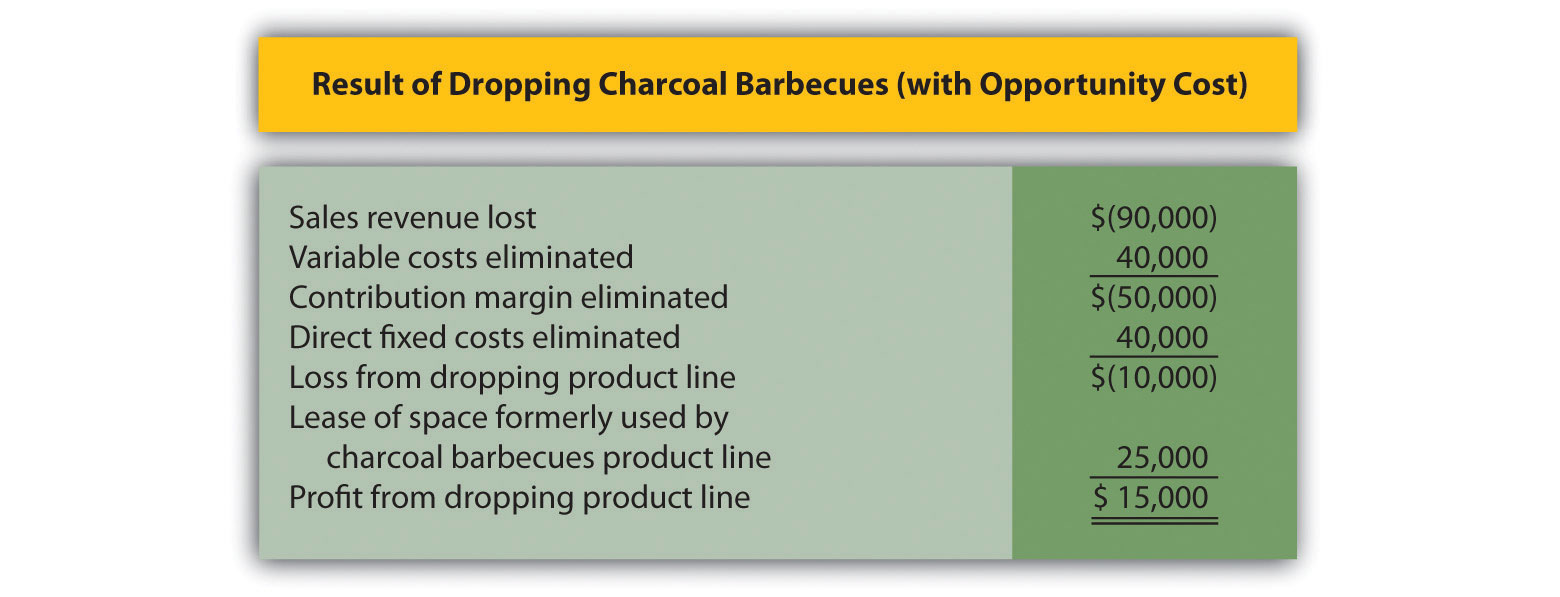 Result of Dropping Charcoal Barbecues (with Opportunity Cost)
Sales revenue lost $(90,000)
Variable costs eliminated 40,000
Contribution margin eliminated $(50,000)
Direct fixed costs eliminated 40,000
Loss from dropping product line $(10,000)
Lease of space formerly used by
charcoal barbecues product line 25,000
Profit from dropping product line $ 15,000